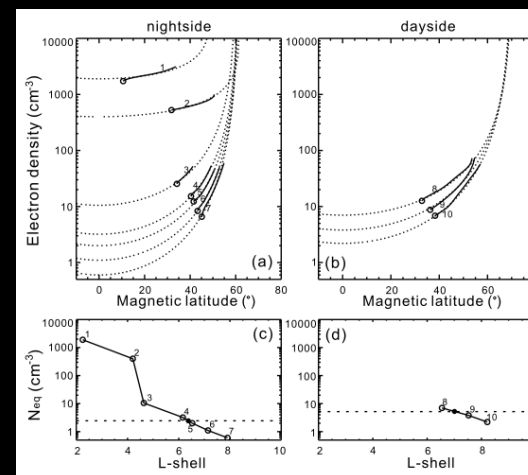 nightside
dayside
10000
1000
100
10
1
Electron density (cm⁻³)
1
2
3
4
5
6
7
(a)
0 20 40 60 80
Magnetic latitude (°)
10000
1000
100
10
1
8
9
10
(b)
0 20 40 60
Magnetic latitude (°)
10000
1000
100
10
1
Neq (cm⁻³)
(c)
1
2
3
4
5
6
7
2 4 6 8 10
L-shell
10000
1000
100
10
1
(d)
8
9
10
2 4 6 8
L-shell